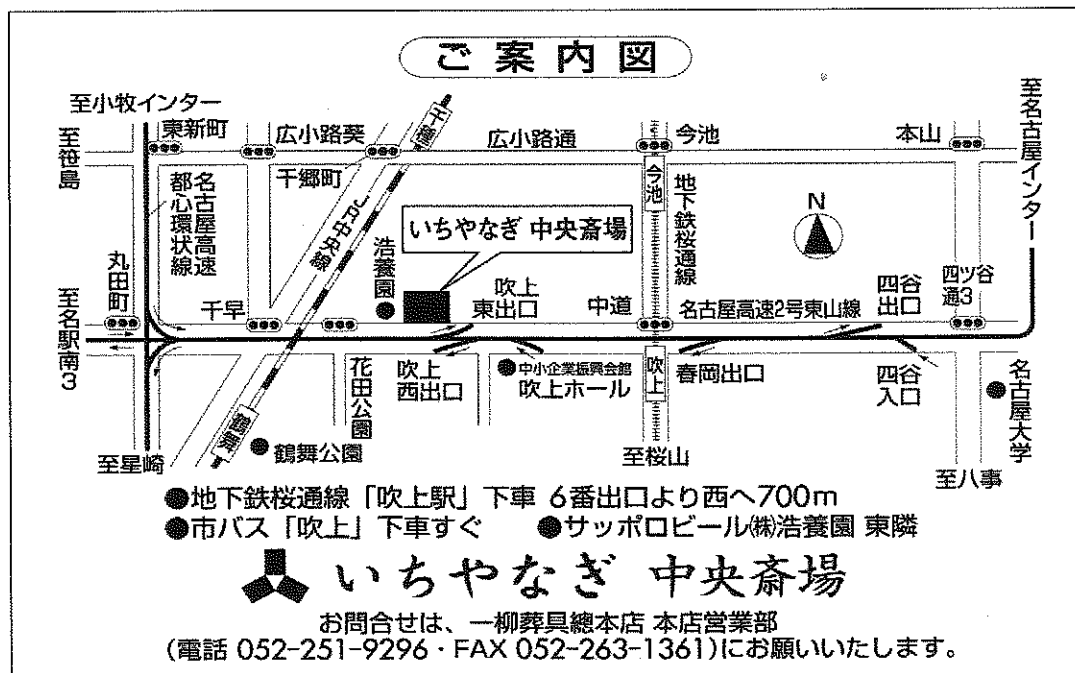 ご案内図
至小牧インター
東新町
広小路葵
千種
広小路通
今池
本山
至名古屋インター
至笹島
千郷町
名古屋高速
都心環状線
JR中央線
浩養園
いちやなぎ 中央斎場
今池
地下鉄桜通線
N
丸田町
千早
吹上
東出口
中道
名古屋高速2号東山線
四谷
出口
四ツ谷
通3
至名駅南3
花田公園
吹上
西出口
中小企業振興会館
吹上ホール
吹上
春岡出口
四谷
入口
名古屋大学
鶴舞
鶴舞公園
至星崎
至桜山
至八事
●地下鉄桜通線「吹上駅」下車 6番出口より西へ700m
●市バス「吹上」下車すぐ ●サッポロビール㈱浩養園 東隣
いちやなぎ 中央斎場
お問合せは、一柳葬具總本店 本店営業部
(電話 052-251-9296・FAX 052-263-1361)にお願いいたします。